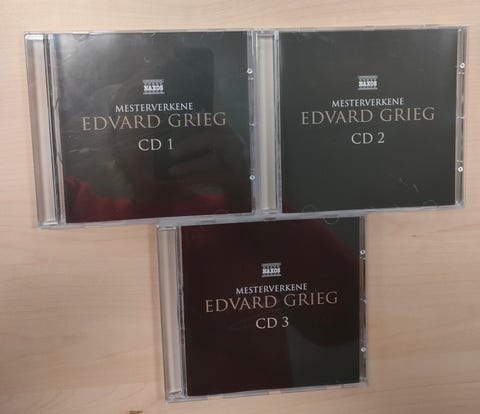 NAXOS
MESTERVERKENE
EDVARD GRIEG
CD 1
NAXOS
MESTERVERKENE
EDVARD GRIEG
CD 2
NAXOS
MESTERVERKENE
EDVARD GRIEG
CD 3